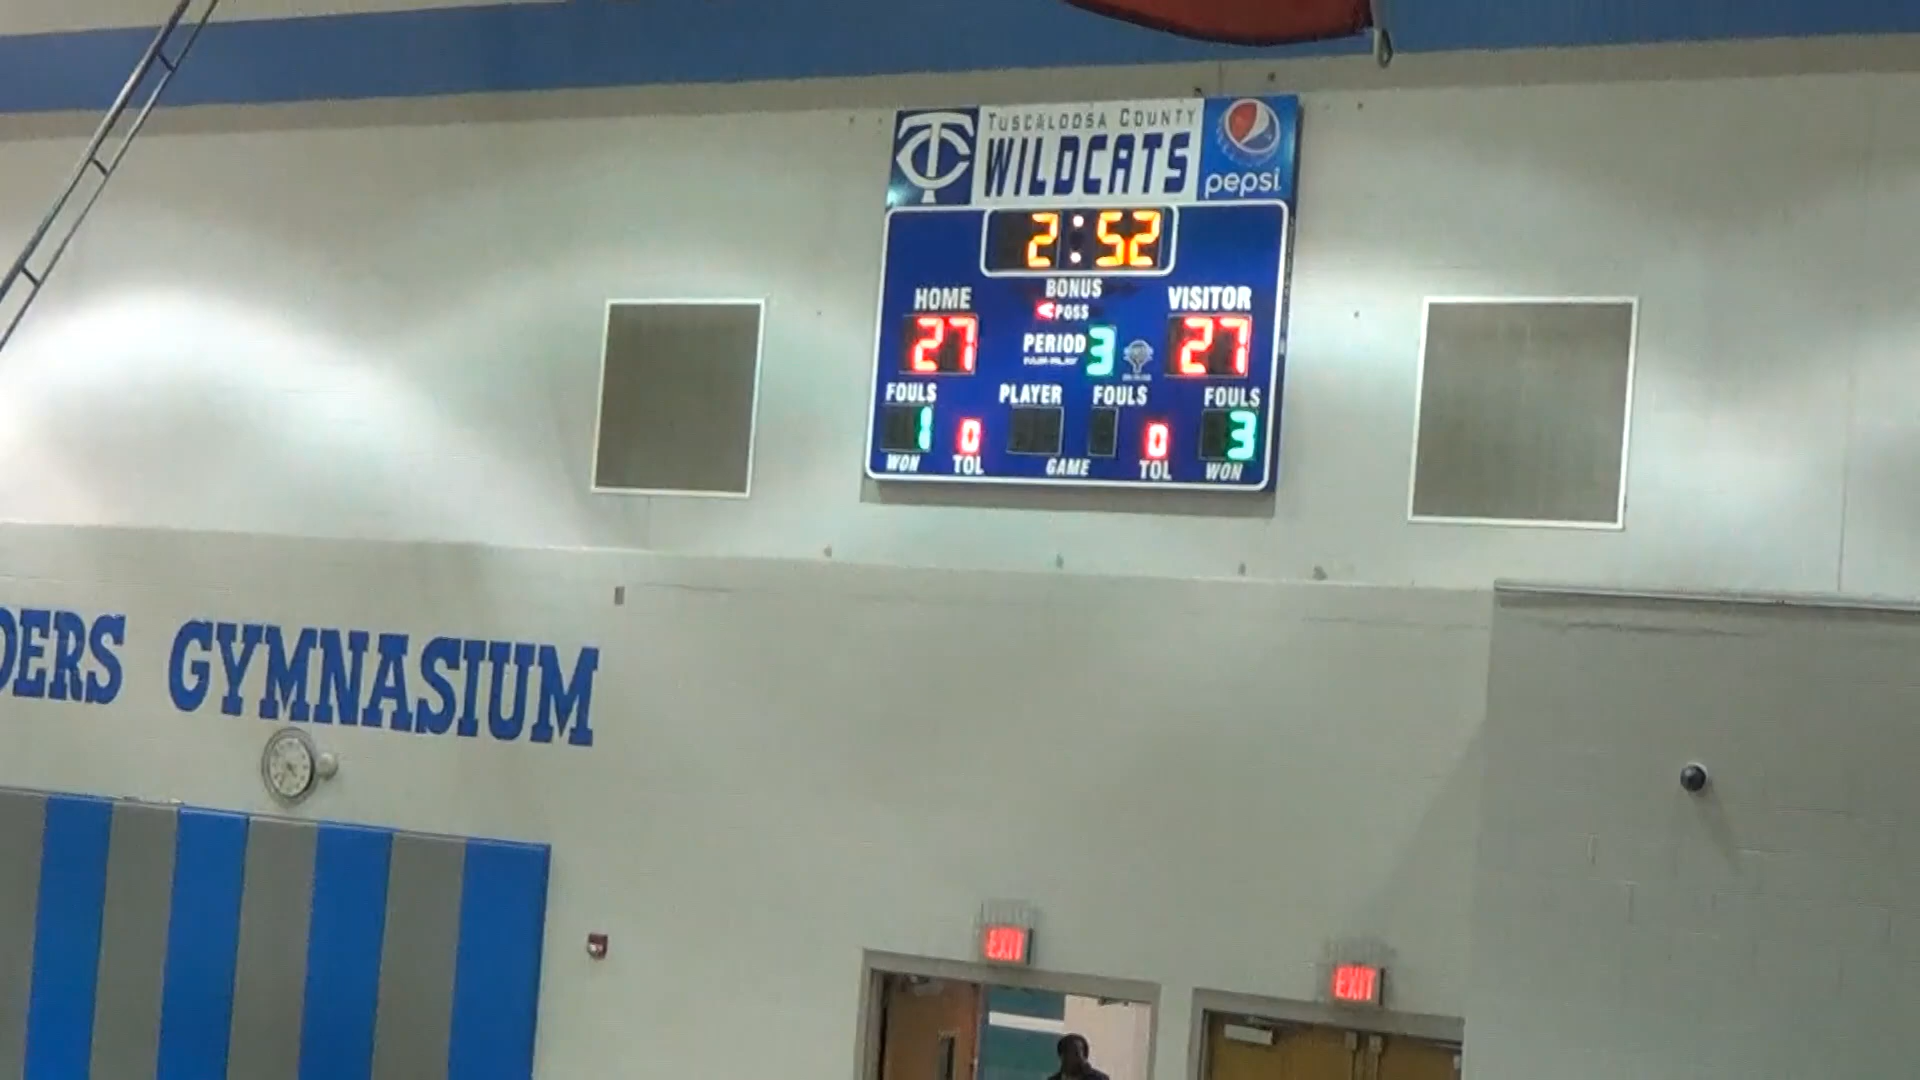 TC
TUSCALOOSA COUNTY
WILDCATS
pepsi
2:52
BONUS
HOME
VISITOR
POSS
27
PERIOD 3
27
FOULS
PLAYER
FOULS
FOULS
1
0
0
3
WON
TOL
GAME
TOL
WON
DERS GYMNASIUM
EXIT
EXIT